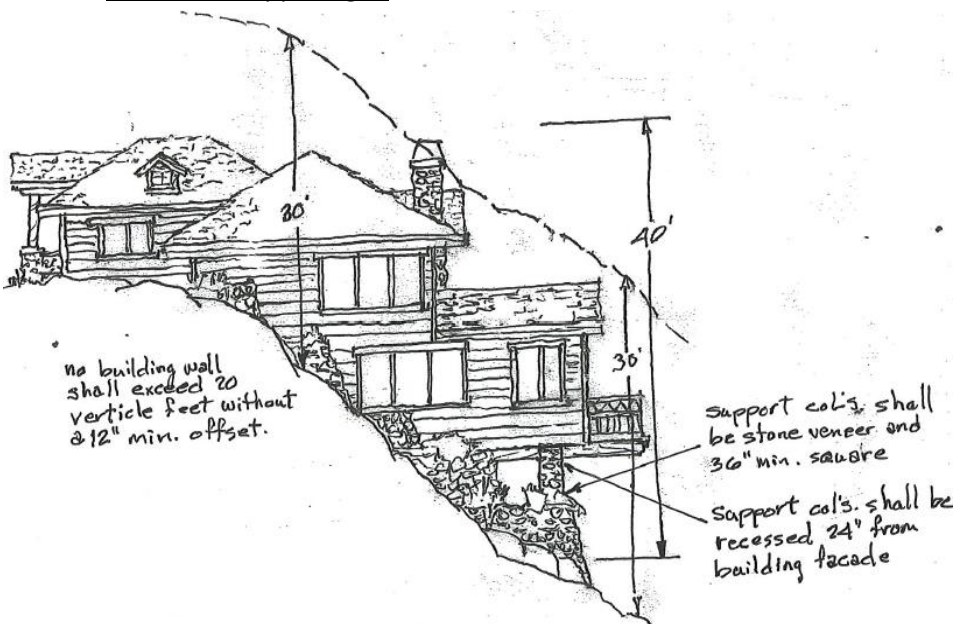 30'
40'
30'
no building wall
shall exceed 20
verticle feet without
a 12" min. offset.
support col's. shall
be stone veneer and
36" min. square
support col's. shall be
recessed 24" from
building facade